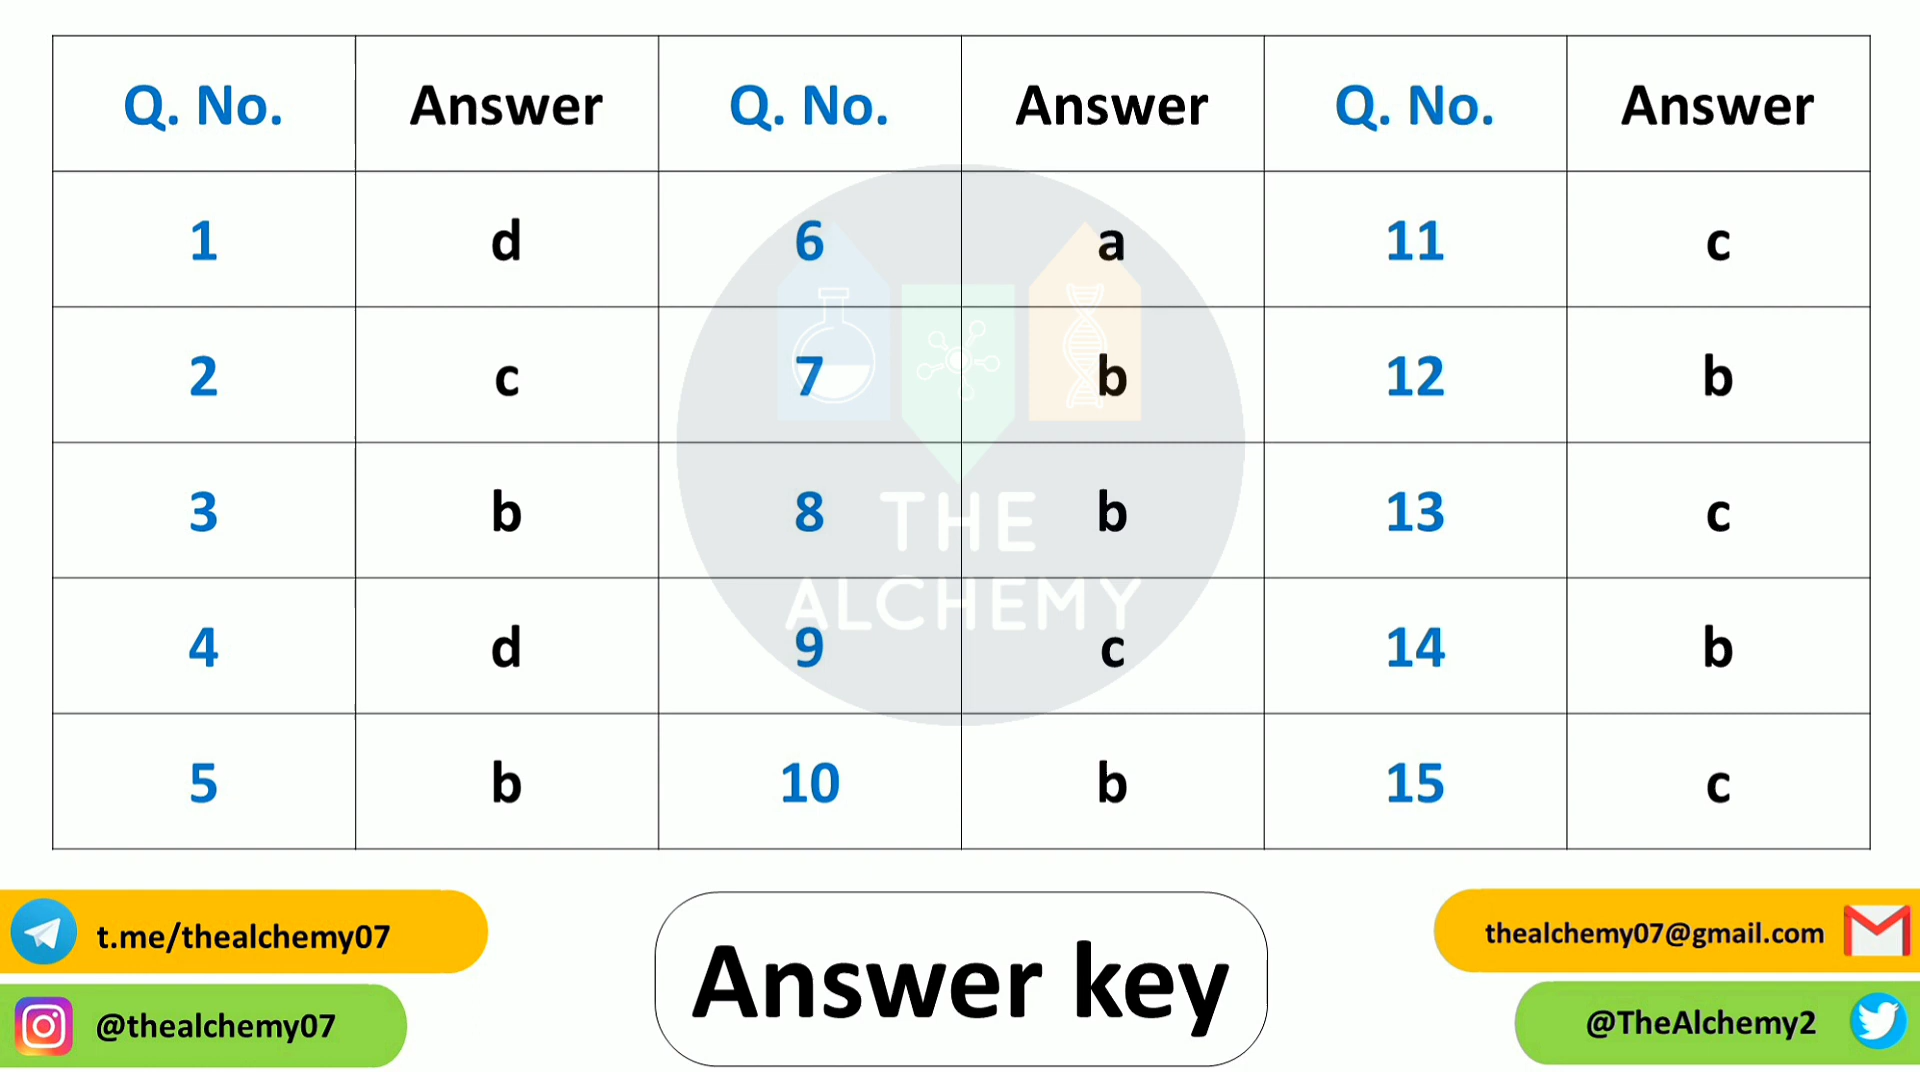 Q. No. Answer Q. No. Answer Q. No. Answer
1 d 6 a 11 c
2 c 7 b 12 b
3 b 8 b 13 c
THE
ALCHEMY
4 d 9 c 14 b
5 b 10 b 15 c
t.me/thealchemy07
@thealchemy07
Answer key
thealchemy07@gmail.com
@TheAlchemy2